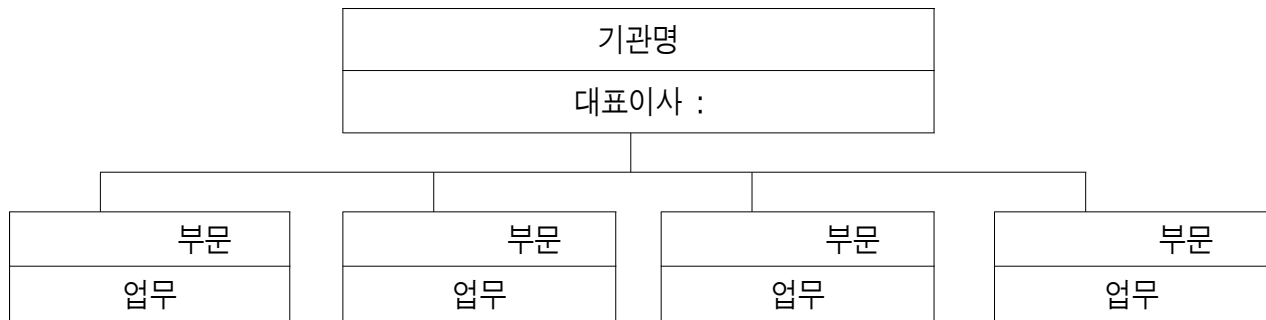 기관명
대표이사 :
부문 부문 부문 부문
업무 업무 업무 업무